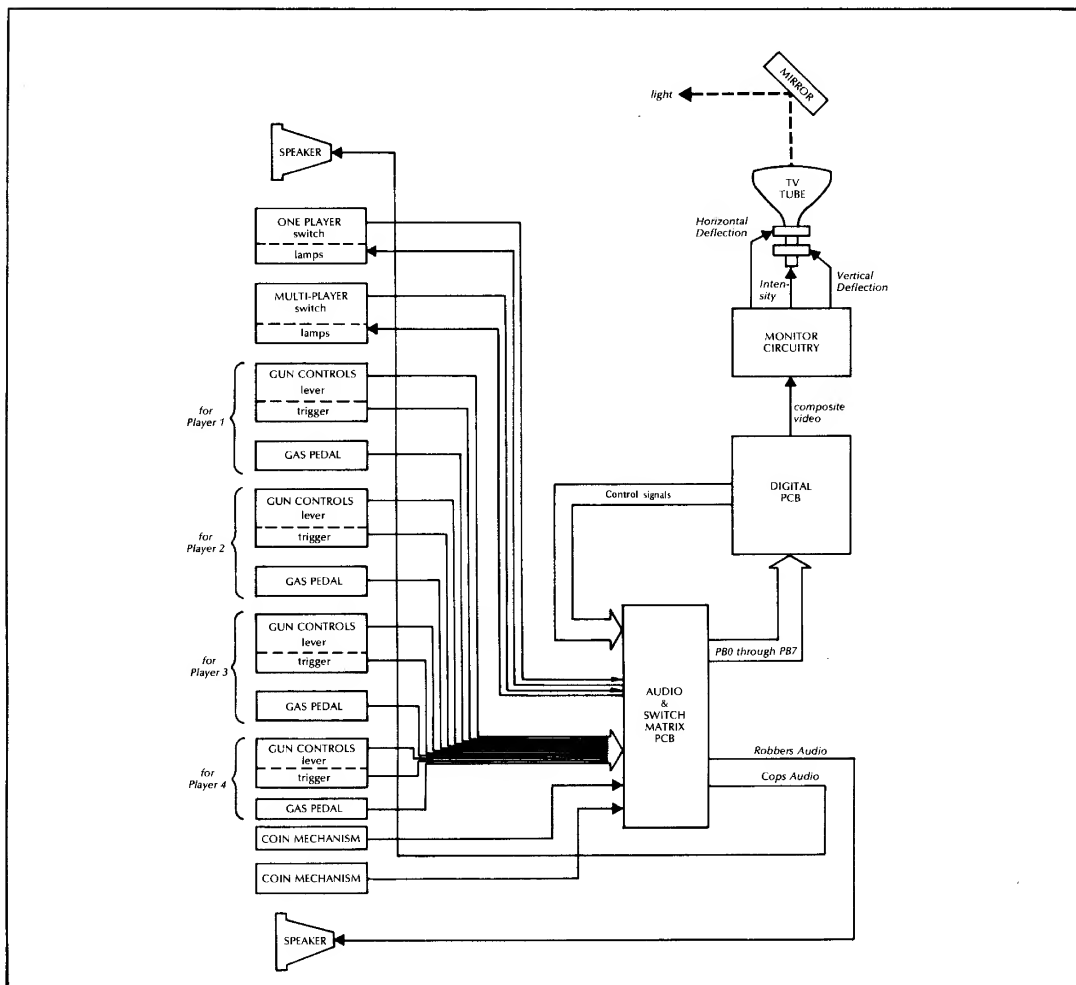 MIRROR
light
SPEAKER
TV
TUBE
Horizontal
Deflection
Inten-
sity
Vertical
Deflection
ONE PLAYER
switch
lamps
MULTI-PLAYER
switch
lamps
MONITOR
CIRCUITRY
for
Player 1
GUN CONTROLS
lever
trigger
GAS PEDAL
composite
video
for
Player 2
GUN CONTROLS
lever
trigger
GAS PEDAL
Control signals
DIGITAL
PCB
for
Player 3
GUN CONTROLS
lever
trigger
GAS PEDAL
PB0 through PB7
AUDIO
&
SWITCH
MATRIX
PCB
for
Player 4
GUN CONTROLS
lever
trigger
GAS PEDAL
Robbers Audio
Cops Audio
COIN MECHANISM
COIN MECHANISM
SPEAKER